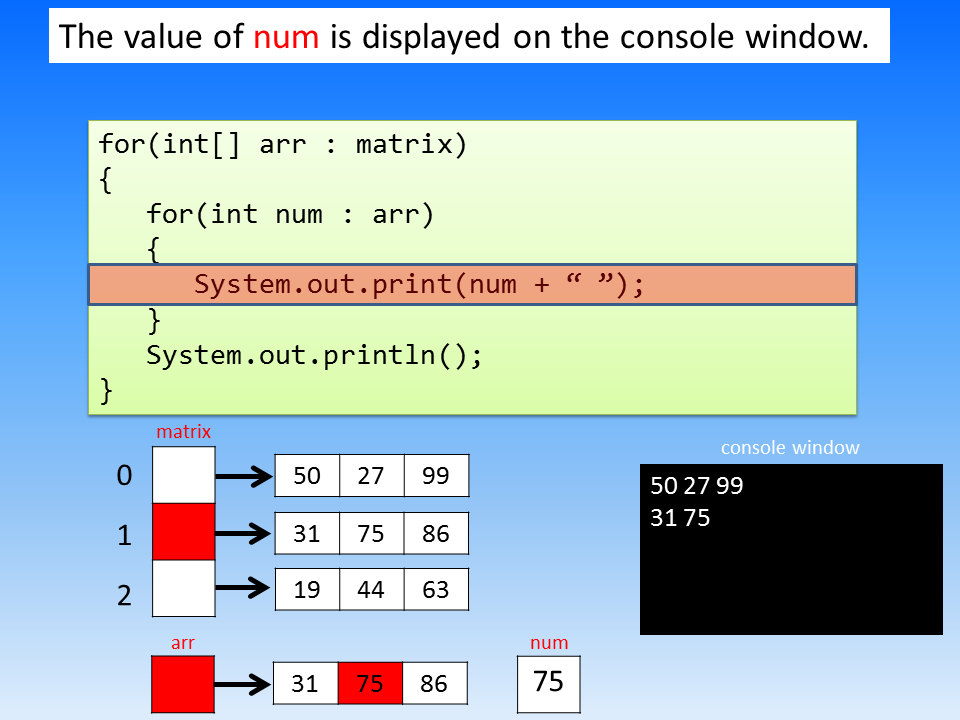 The value of num is displayed on the console window.
for(int[] arr : matrix)
{
for(int num : arr)
{
System.out.print(num + “ ”);
}
System.out.println();
}
matrix
0
50 27 99
1
31 75 86
2
19 44 63
console window
50 27 99
31 75
arr
31 75 86
num
75